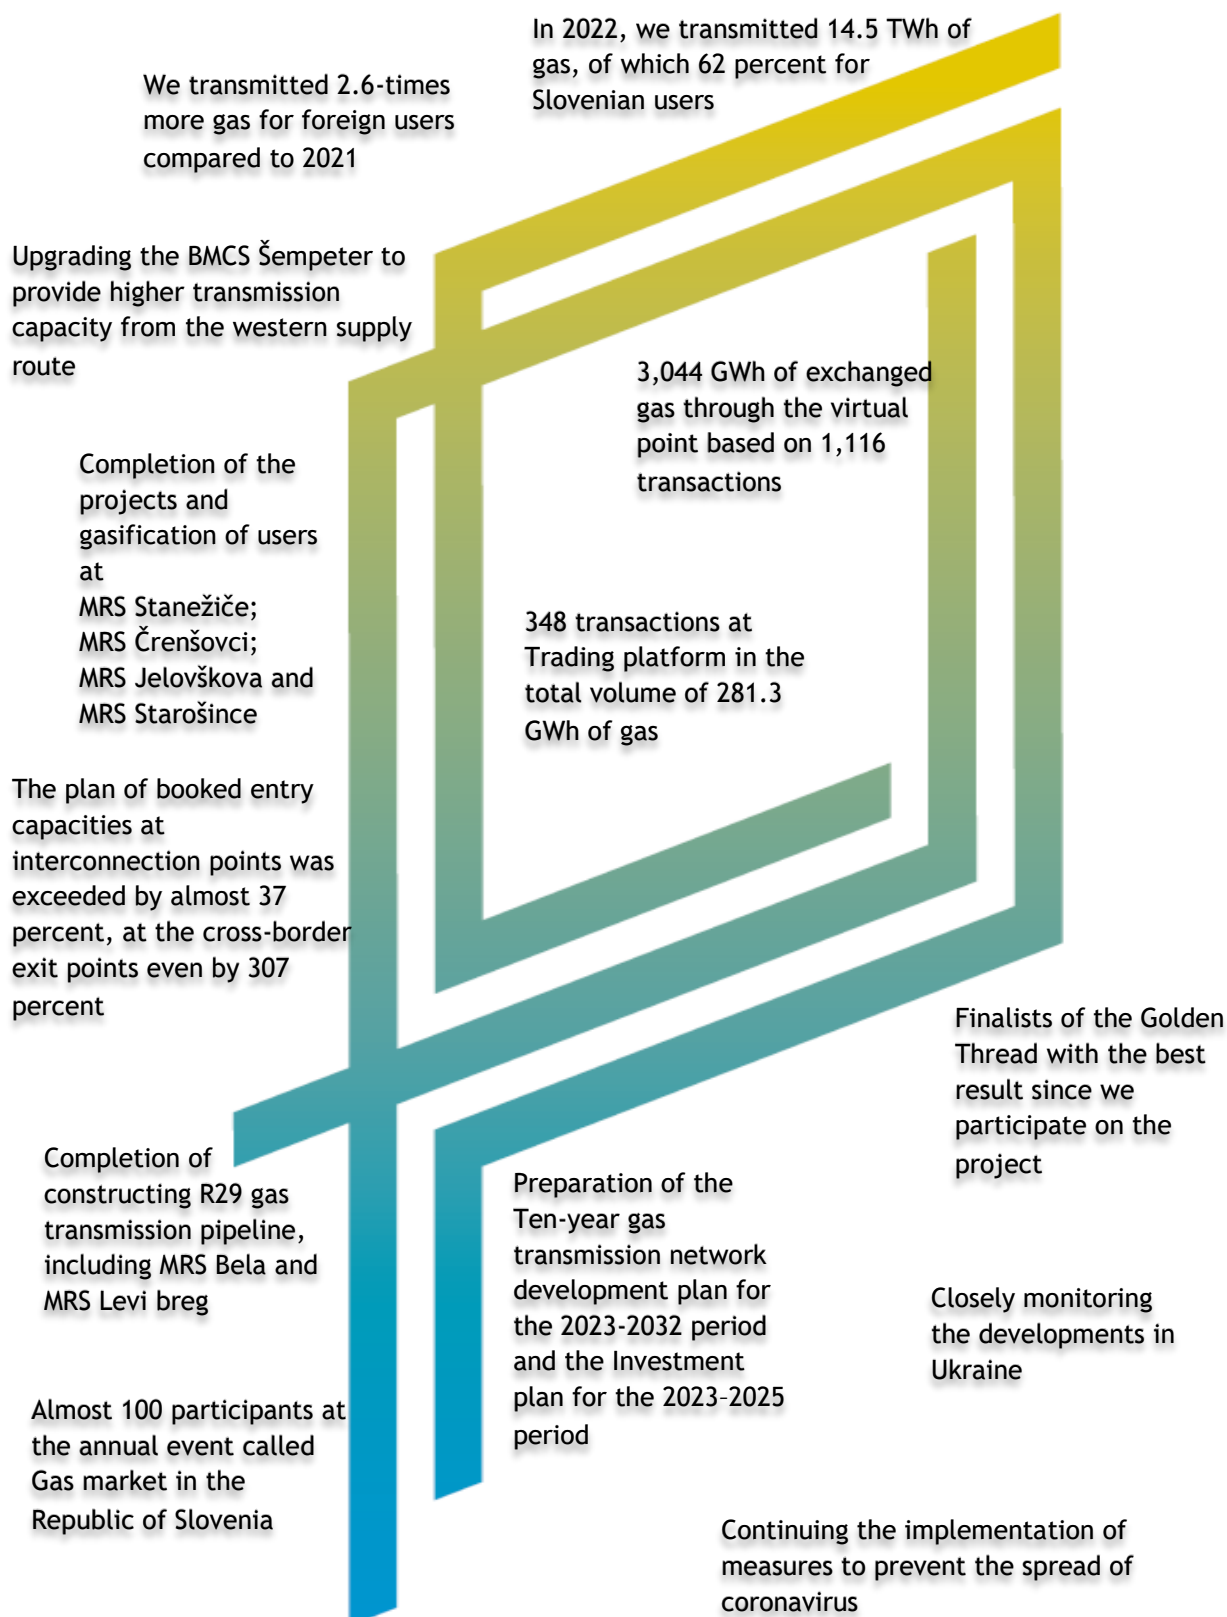 In 2022, we transmitted 14.5 TWh of
gas, of which 62 percent for
Slovenian users
We transmitted 2.6-times
more gas for foreign users
compared to 2021
Upgrading the BMCS Šempeter to
provide higher transmission
capacity from the western supply
route
3,044 GWh of exchanged
gas through the virtual
point based on 1,116
transactions
Completion of the
projects and
gasification of users
at
MRS Stanežiče;
MRS Črenšovci;
MRS Jelovškova and
MRS Starošince
348 transactions at
Trading platform in the
total volume of 281.3
GWh of gas
The plan of booked entry
capacities at
interconnection points was
exceeded by almost 37
percent, at the cross-border
exit points even by 307
percent
Finalists of the Golden
Thread with the best
result since we
participate on the
project
Completion of
constructing R29 gas
transmission pipeline,
including MRS Bela and
MRS Levi breg
Preparation of the
Ten-year gas
transmission network
development plan for
the 2023-2032 period
and the Investment
plan for the 2023–2025
period
Closely monitoring
the developments in
Ukraine
Almost 100 participants at
the annual event called
Gas market in the
Republic of Slovenia
Continuing the implementation of
measures to prevent the spread of
coronavirus